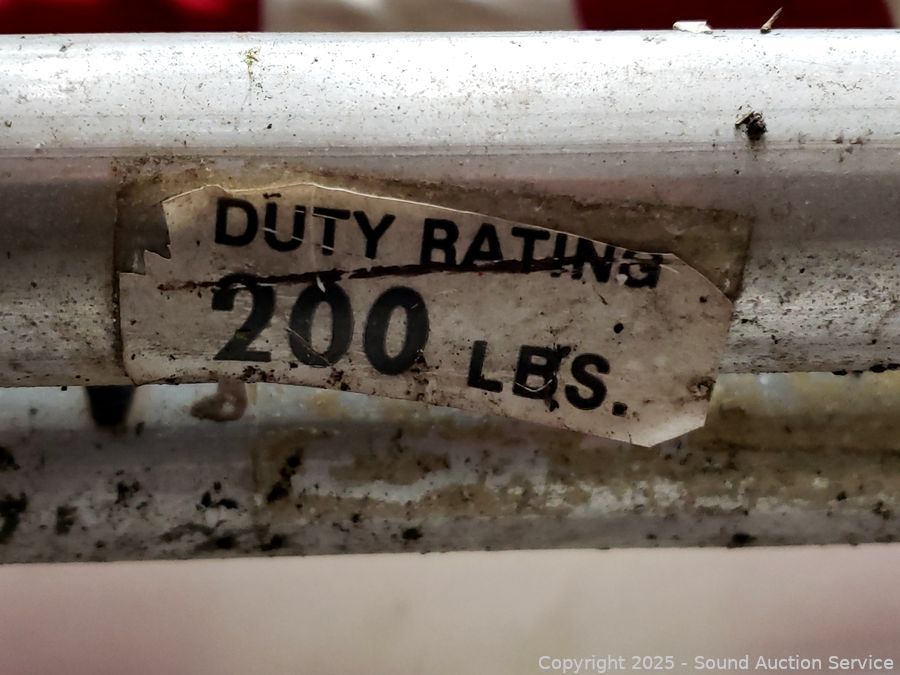 DUTY RATING
200 LBS.
Copyright 2025 - Sound Auction Service